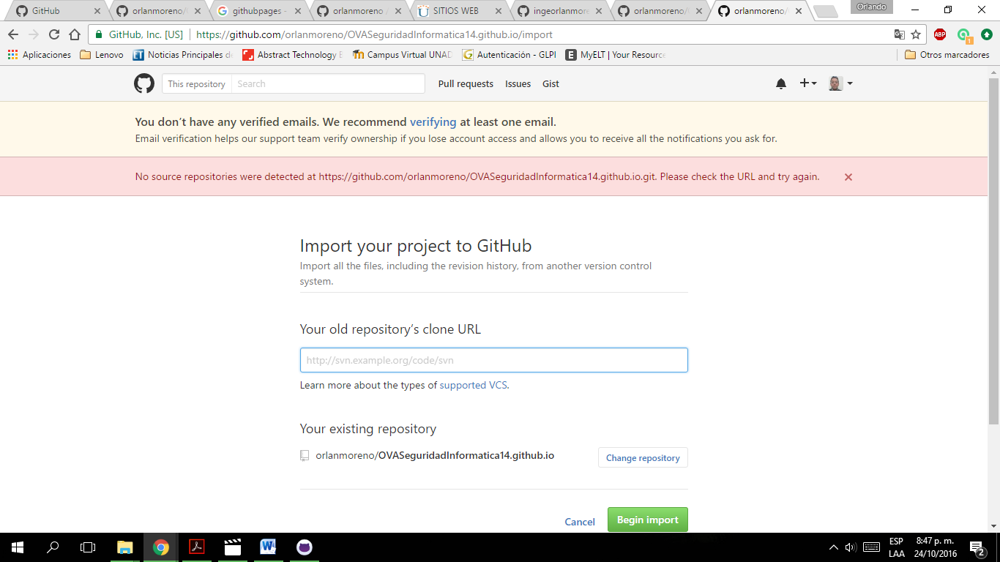 GitHub
orlanmoreno/
githubpages -
orlanmoreno /
SITIOS WEB
ingeorlanmore
orlanmoreno/
orlanmoreno/
Orlando
GitHub, Inc. [US]
https://github.com/orlanmoreno/OVASeguridadInformatica14.github.io/import
ABP
1
Aplicaciones
Lenovo
ET Noticias Principales de
Abstract Technology E
Campus Virtual UNAD
Autenticación - GLPI
E MyELT | Your Resource
Otros marcadores
This repository
Search
Pull requests
Issues
Gist
You don't have any verified emails. We recommend verifying at least one email.
Email verification helps our support team verify ownership if you lose account access and allows you to receive all the notifications you ask for.
No source repositories were detected at https://github.com/orlanmoreno/OVASeguridadInformatica14.github.io.git. Please check the URL and try again.
Import your project to GitHub
Import all the files, including the revision history, from another version control
system.
Your old repository's clone URL
http://svn.example.org/code/svn
Learn more about the types of supported VCS.
Your existing repository
orlanmoreno/OVASeguridadInformatica14.github.io
Change repository
Cancel
Begin import
ESP
LAA
8:47 p. m.
24/10/2016
2